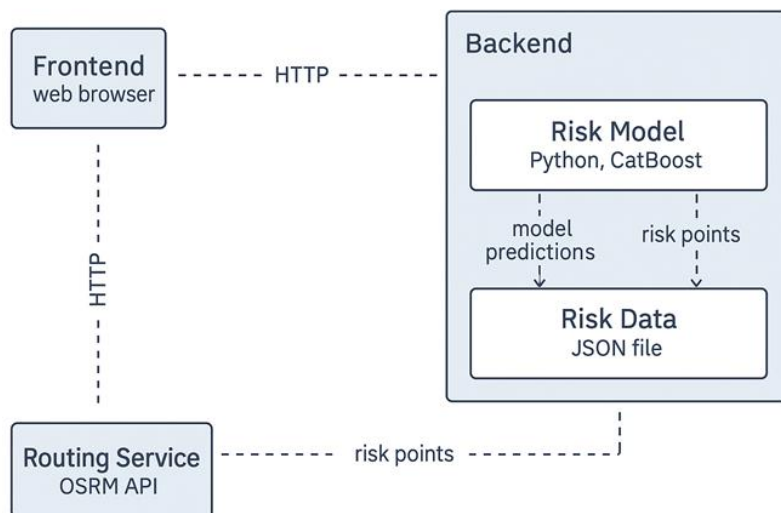 Frontend
web browser
HTTP
Backend
Risk Model
Python, CatBoost
model
predictions
risk points
Risk Data
JSON file
HTTP
Routing Service
OSRM API
risk points